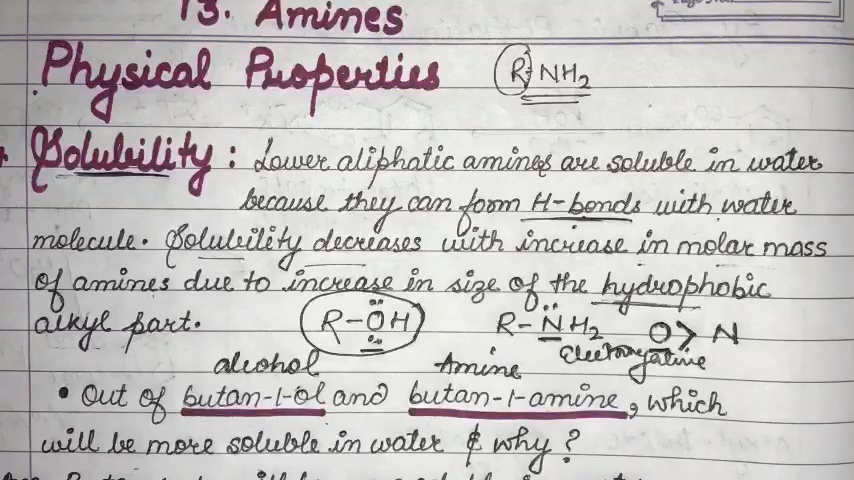 13. Amines
Physical Properties R NH2
Solubility : Lower aliphatic amines are soluble in water
because they can form H-bonds with water
molecule. Solubility decreases with increase in molar mass
of amines due to increase in size of the hydrophobic
alkyl part. R-OH R-NH2 O > N
alcohol Amine Electronegative
• Out of butan-1-ol and butan-1-amine, which
will be more soluble in water & why?